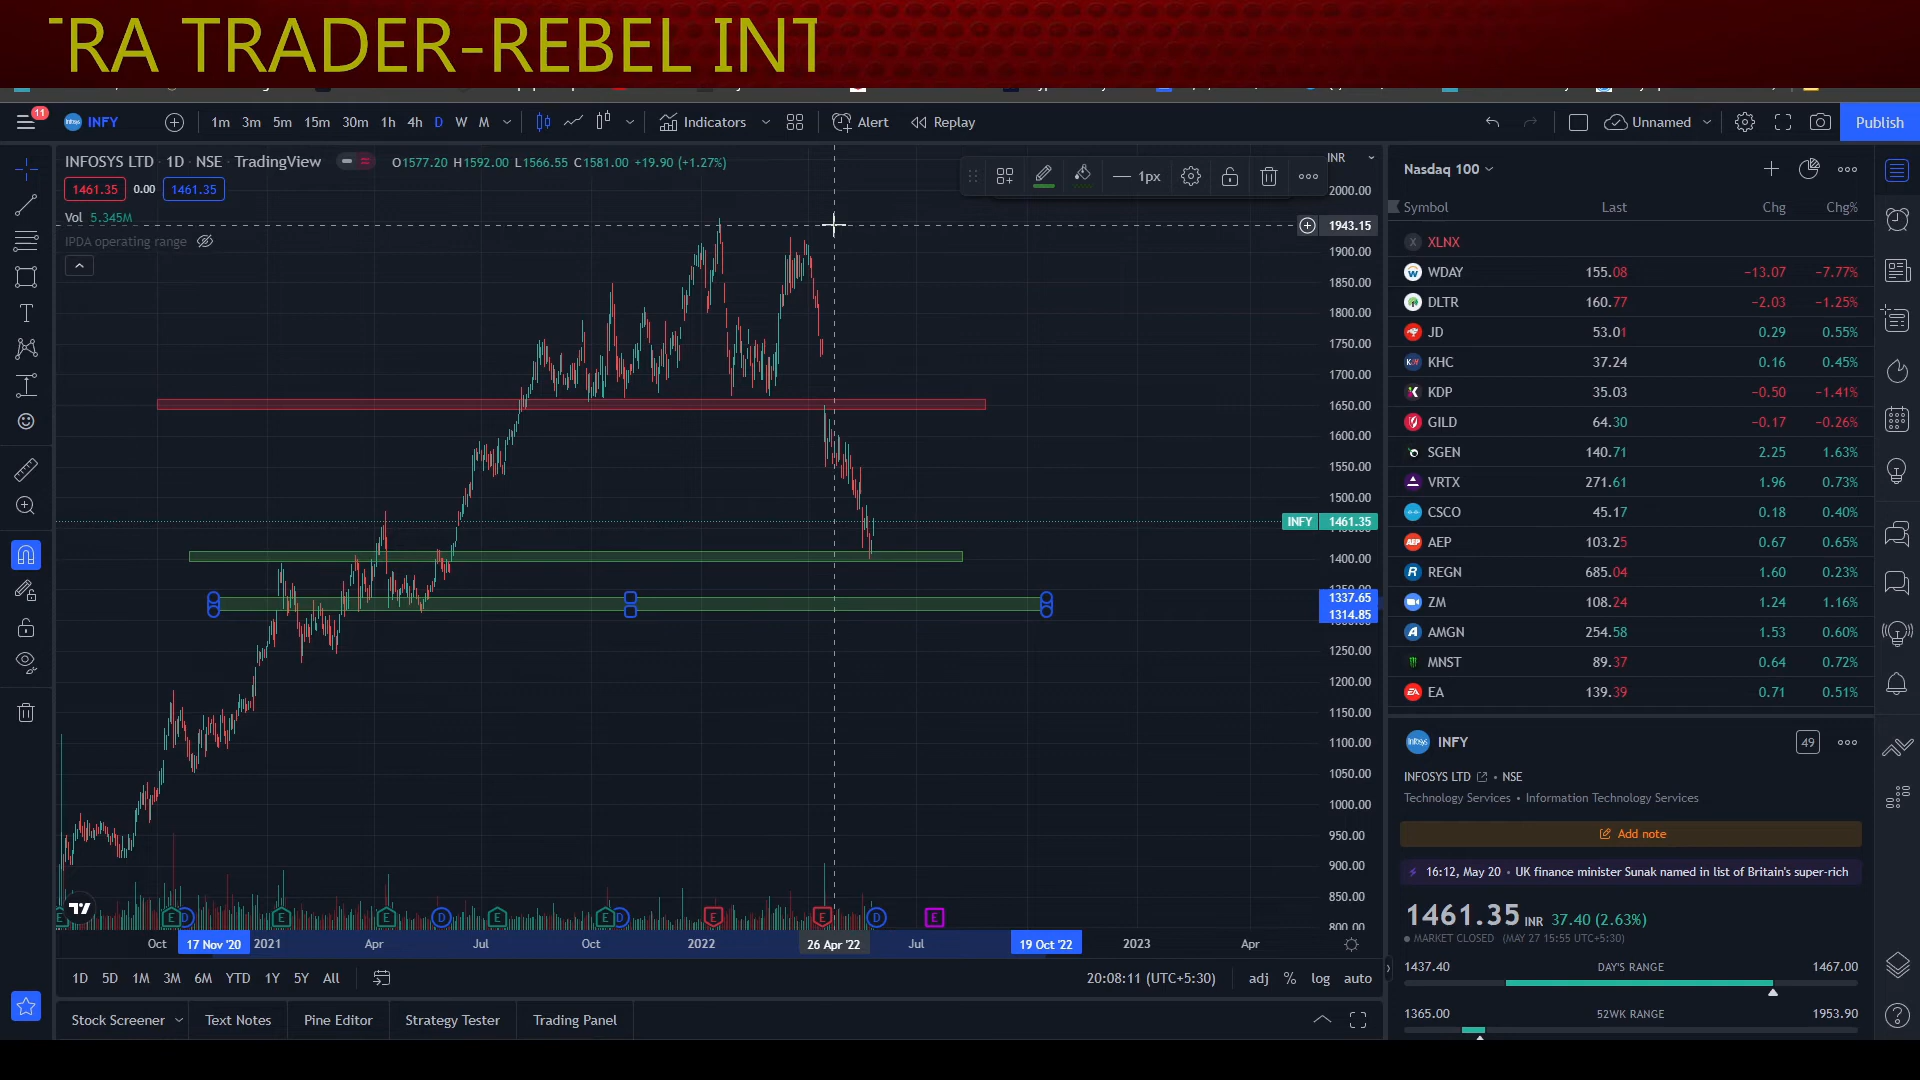 TRA TRADER-REBEL INT
11
INFY
1m 3m 5m 15m 30m 1h 4h D W M
Indicators
Alert
Replay
Unnamed
Publish
INFOSYS LTD · 1D · NSE · TradingView
O1577.20 H1592.00 L1566.55 C1581.00 +19.90 (+1.27%)
1461.35 0.00 1461.35
Vol 5.345M
IPDA operating range
1px
INR
2000.00
1943.15
1900.00
1850.00
1800.00
1750.00
1700.00
1650.00
1600.00
1550.00
1500.00
INFY 1461.35
1400.00
1337.65
1314.85
1250.00
1200.00
1150.00
1100.00
1050.00
1000.00
950.00
900.00
850.00
800.00
E D E E D E E D E E D E
Oct 17 Nov '20 2021 Apr Jul Oct 2022 26 Apr '22 Jul 19 Oct '22 2023 Apr
1D 5D 1M 3M 6M YTD 1Y 5Y All
20:08:11 (UTC+5:30) adj % log auto
Stock Screener Text Notes Pine Editor Strategy Tester Trading Panel
Nasdaq 100
Symbol Last Chg Chg%
XLNX
WDAY 155.08 −13.07 −7.77%
DLTR 160.77 −2.03 −1.25%
JD 53.01 0.29 0.55%
KHC 37.24 0.16 0.45%
KDP 35.03 −0.50 −1.41%
GILD 64.30 −0.17 −0.26%
SGEN 140.71 2.25 1.63%
VRTX 271.61 1.96 0.73%
CSCO 45.17 0.18 0.40%
AEP 103.25 0.67 0.65%
REGN 685.04 1.60 0.23%
ZM 108.24 1.24 1.16%
AMGN 254.58 1.53 0.60%
MNST 89.37 0.64 0.72%
EA 139.39 0.71 0.51%
INFY 49
INFOSYS LTD • NSE
Technology Services • Information Technology Services
Add note
16:12, May 20 • UK finance minister Sunak named in list of Britain's super-rich
1461.35 INR 37.40 (2.63%)
MARKET CLOSED (MAY 27 15:55 UTC+5:30)
1437.40 DAY'S RANGE 1467.00
1365.00 52WK RANGE 1953.90